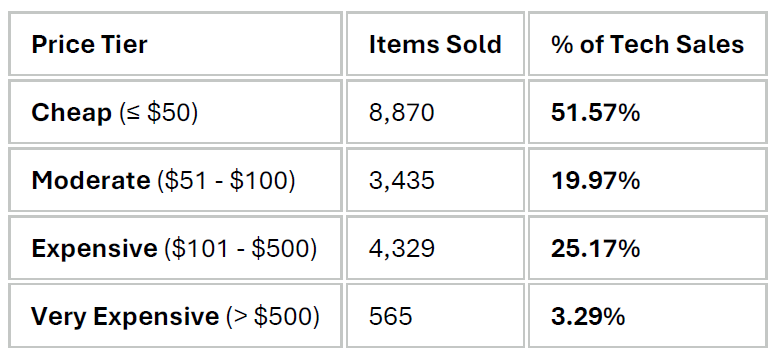 Price Tier Items Sold % of Tech Sales
Cheap (≤ $50) 8,870 51.57%
Moderate ($51 - $100) 3,435 19.97%
Expensive ($101 - $500) 4,329 25.17%
Very Expensive (> $500) 565 3.29%